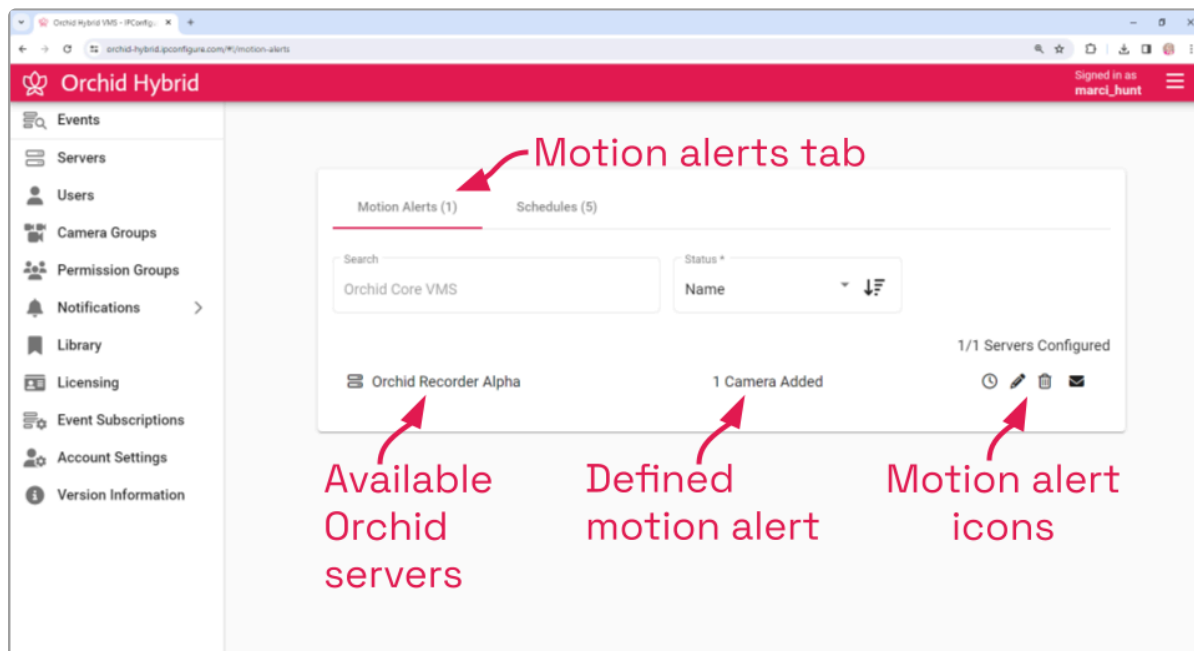 Orchid Hybrid VMS - IPConfigu
orchid-hybrid.ipconfigure.com/#!/motion-alerts
Orchid Hybrid
Signed in as
marci_hunt
Events
Servers
Users
Camera Groups
Permission Groups
Notifications
Library
Licensing
Event Subscriptions
Account Settings
Version Information
Motion alerts tab
Motion Alerts (1)
Schedules (5)
Search
Orchid Core VMS
Status *
Name
1/1 Servers Configured
Orchid Recorder Alpha
1 Camera Added
Available
Orchid
servers
Defined
motion alert
Motion alert
icons